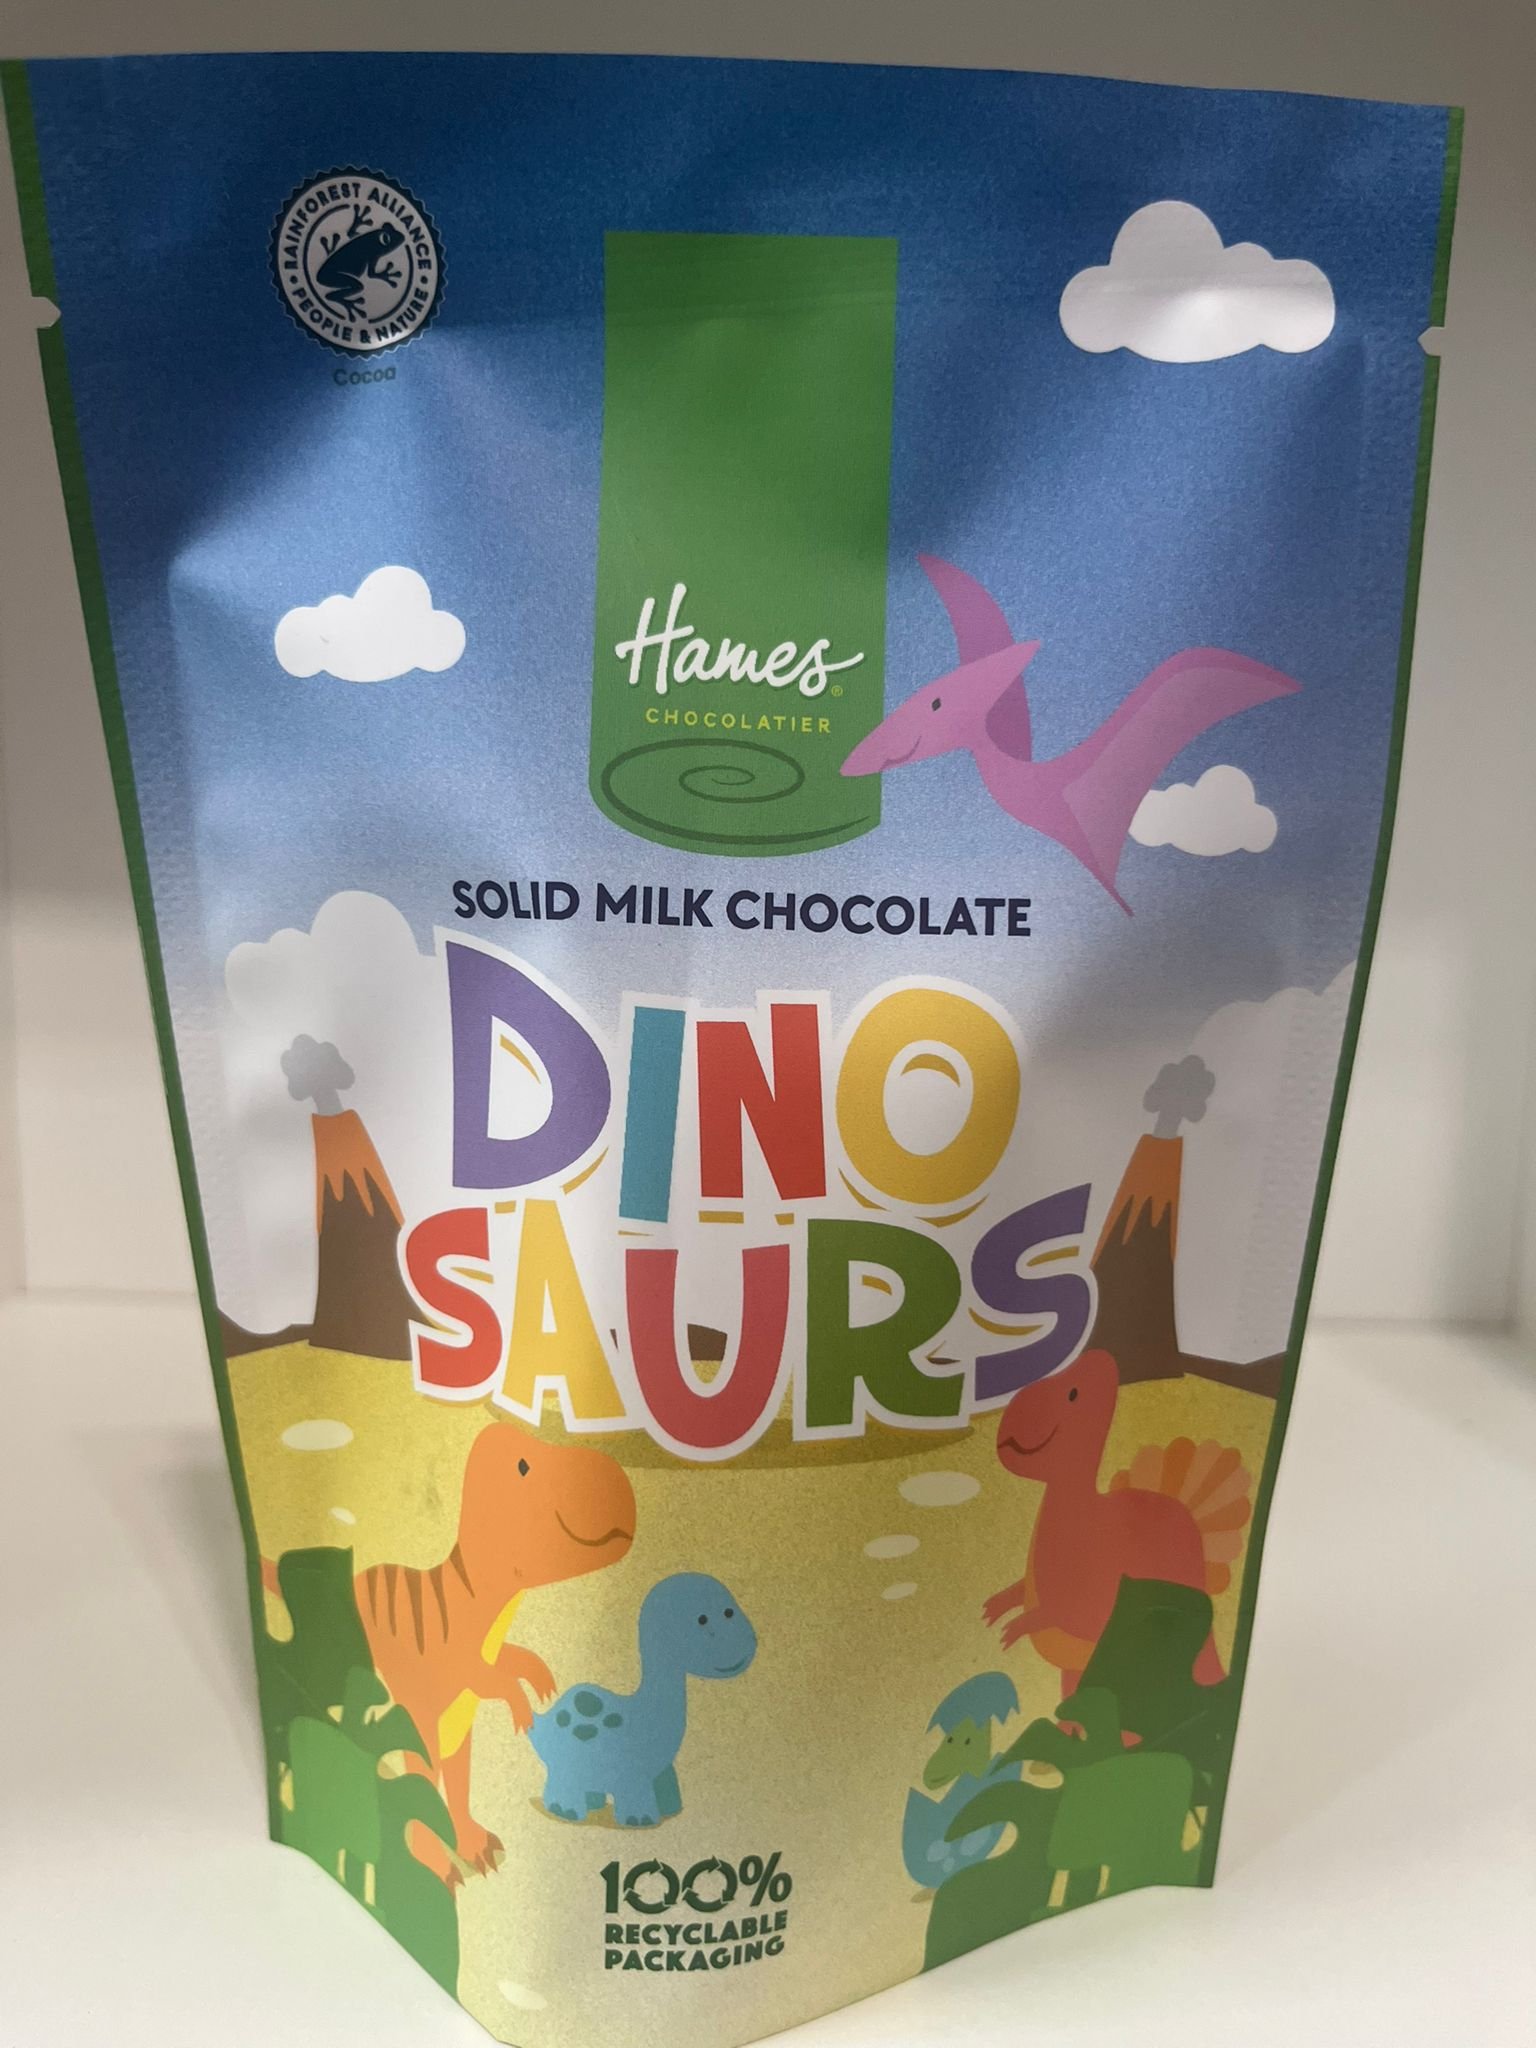 RAINFOREST ALLIANCE
PEOPLE & NATURE
Cocoa
Hames®
CHOCOLATIER
SOLID MILK CHOCOLATE
DINO
SAURS
100%
RECYCLABLE
PACKAGING